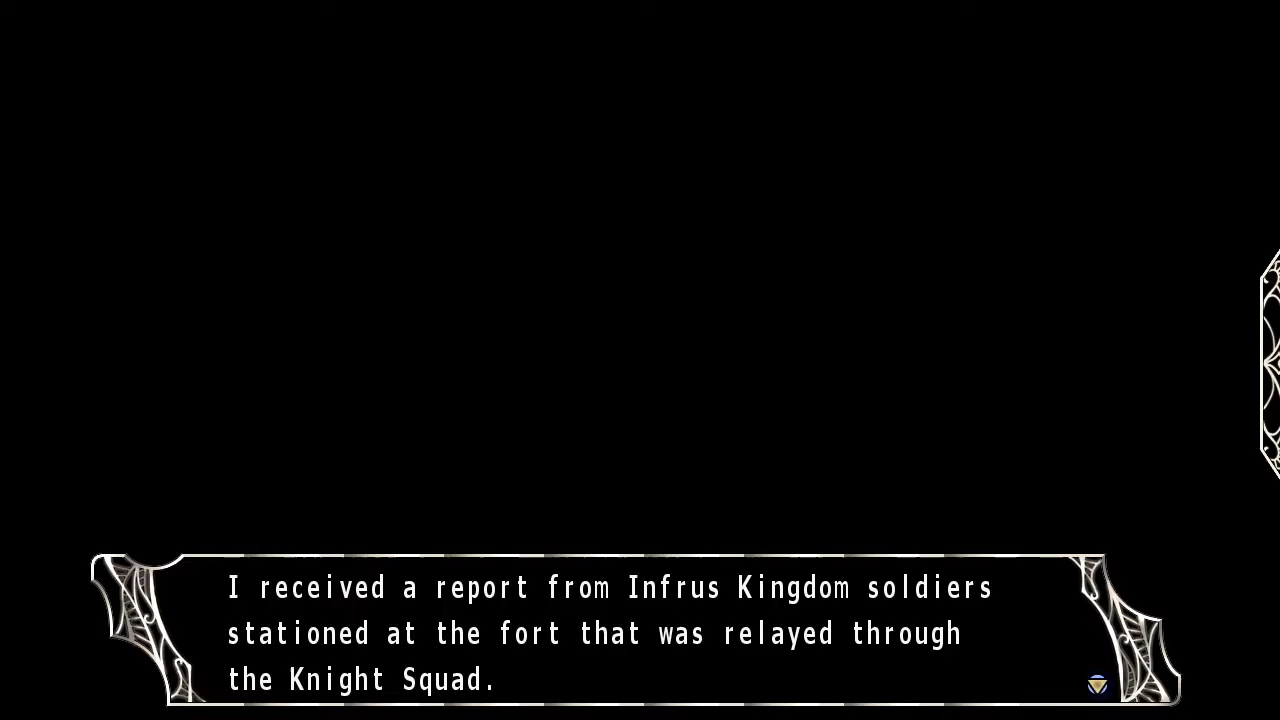 I received a report from Infrus Kingdom soldiers
stationed at the fort that was relayed through
the Knight Squad.